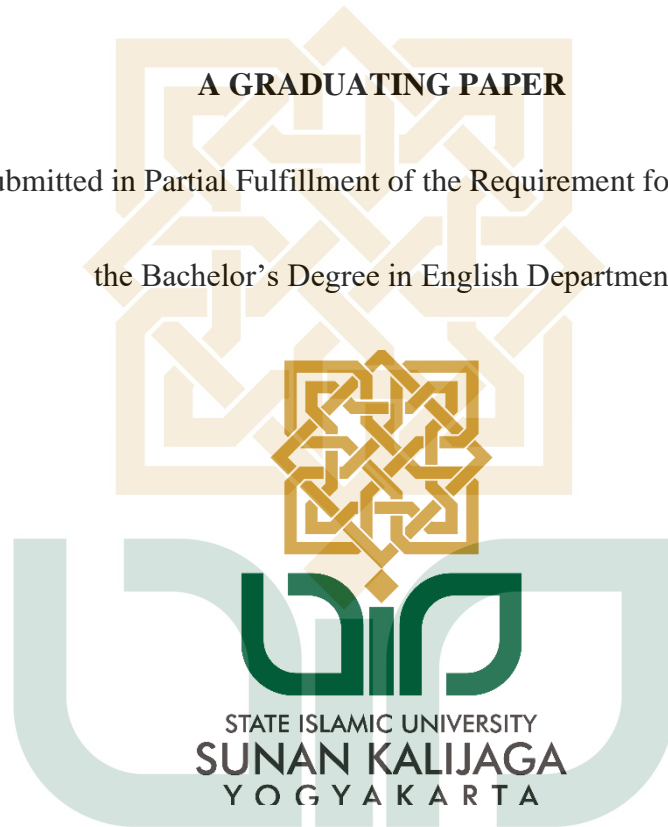 A GRADUATING PAPER
ubmitted in Partial Fulfillment of the Requirement fo
the Bachelor’s Degree in English Departmen
uin
STATE ISLAMIC UNIVERSITY
SUNAN KALIJAGA
YOGYAKARTA